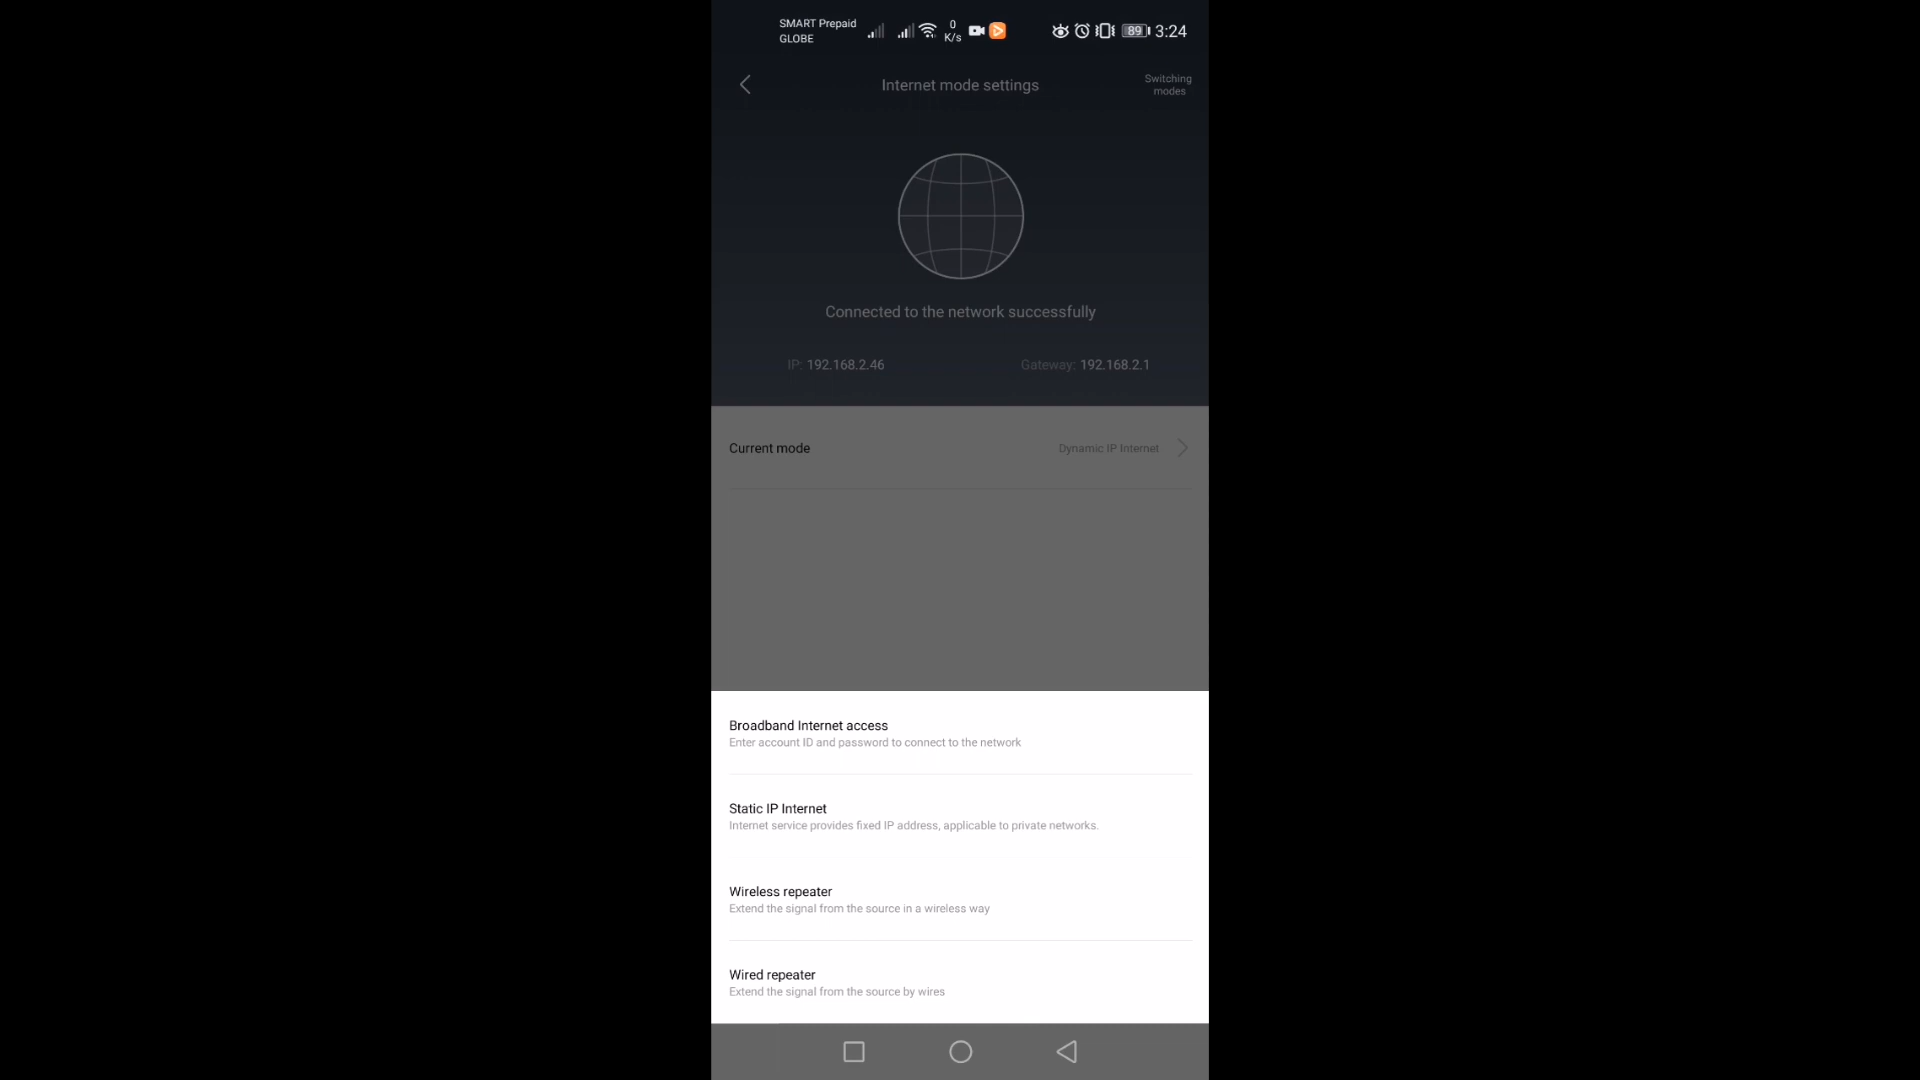 SMART Prepaid
GLOBE
0
K/s
89
3:24
Internet mode settings
Switching
modes
Connected to the network successfully
IP: 192.168.2.46
Gateway: 192.168.2.1
Current mode
Dynamic IP Internet
Broadband Internet access
Enter account ID and password to connect to the network
Static IP Internet
Internet service provides fixed IP address, applicable to private networks.
Wireless repeater
Extend the signal from the source in a wireless way
Wired repeater
Extend the signal from the source by wires